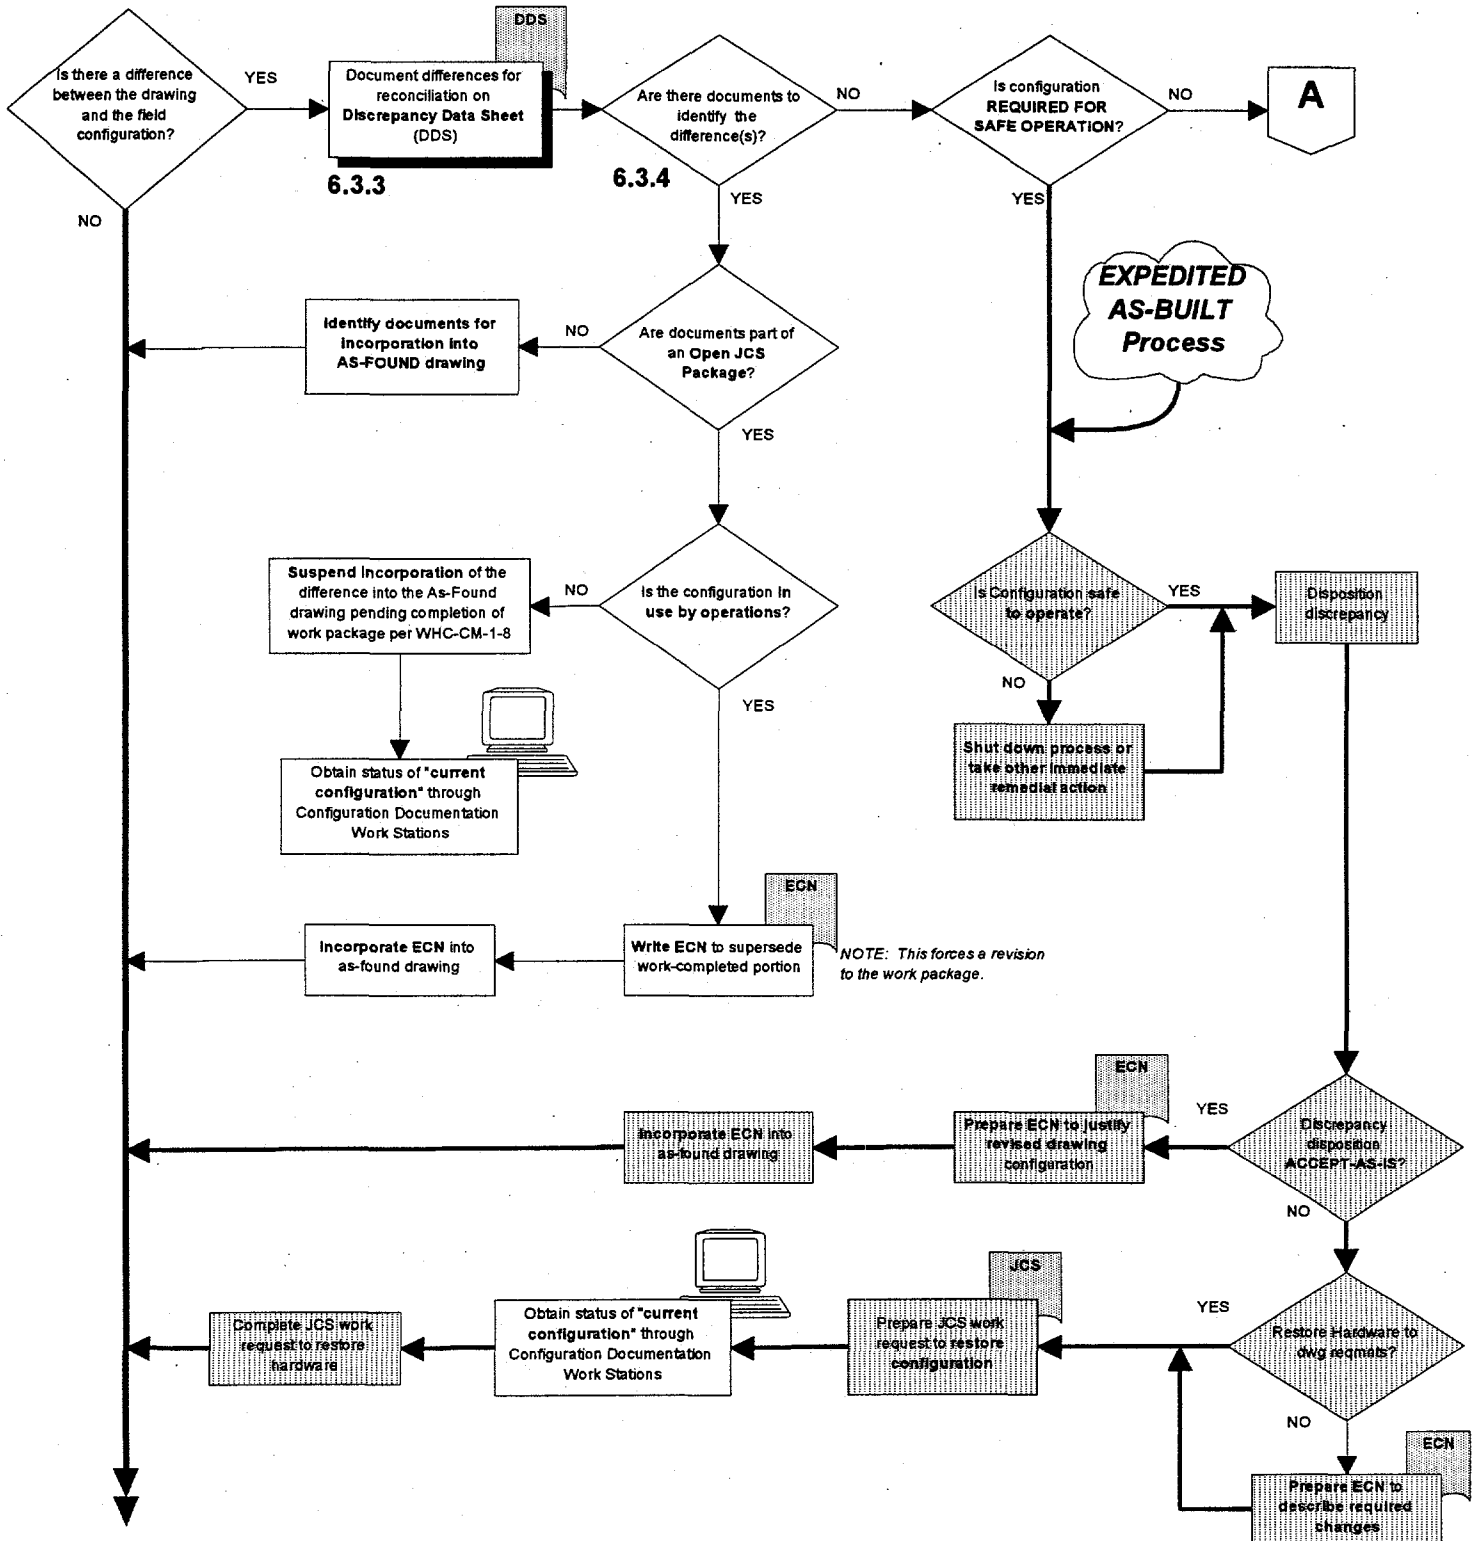 DDS
Is there a difference
between the drawing
and the field
configuration?
YES
NO
Document differences for
reconciliation on
Discrepancy Data Sheet
(DDS)
6.3.3
Are there documents to
identify the
difference(s)?
6.3.4
NO
YES
Is configuration
REQUIRED FOR
SAFE OPERATION?
NO
YES
A
EXPEDITED
AS-BUILT
Process
Identify documents for
incorporation into
AS-FOUND drawing
NO
Are documents part of
an Open JCS
Package?
YES
Suspend Incorporation of the
difference into the As-Found
drawing pending completion of
work package per WHC-CM-1-8
NO
Is the configuration in
use by operations?
YES
Is Configuration safe
to operate?
YES
NO
Disposition
discrepancy
Shut down process or
take other immediate
remedial action
Obtain status of "current
configuration" through
Configuration Documentation
Work Stations
ECN
Incorporate ECN into
as-found drawing
Write ECN to supersede
work-completed portion
NOTE: This forces a revision
to the work package.
ECN
Incorporate ECN into
as-found drawing
Prepare ECN to justify
revised drawing
configuration
YES
Discrepancy
disposition
ACCEPT-AS-IS?
NO
JCS
Complete JCS work
request to restore
hardware
Obtain status of "current
configuration" through
Configuration Documentation
Work Stations
Prepare JCS work
request to restore
configuration
YES
Restore Hardware to
dwg reqmnts?
NO
ECN
Prepare ECN to
describe required
changes